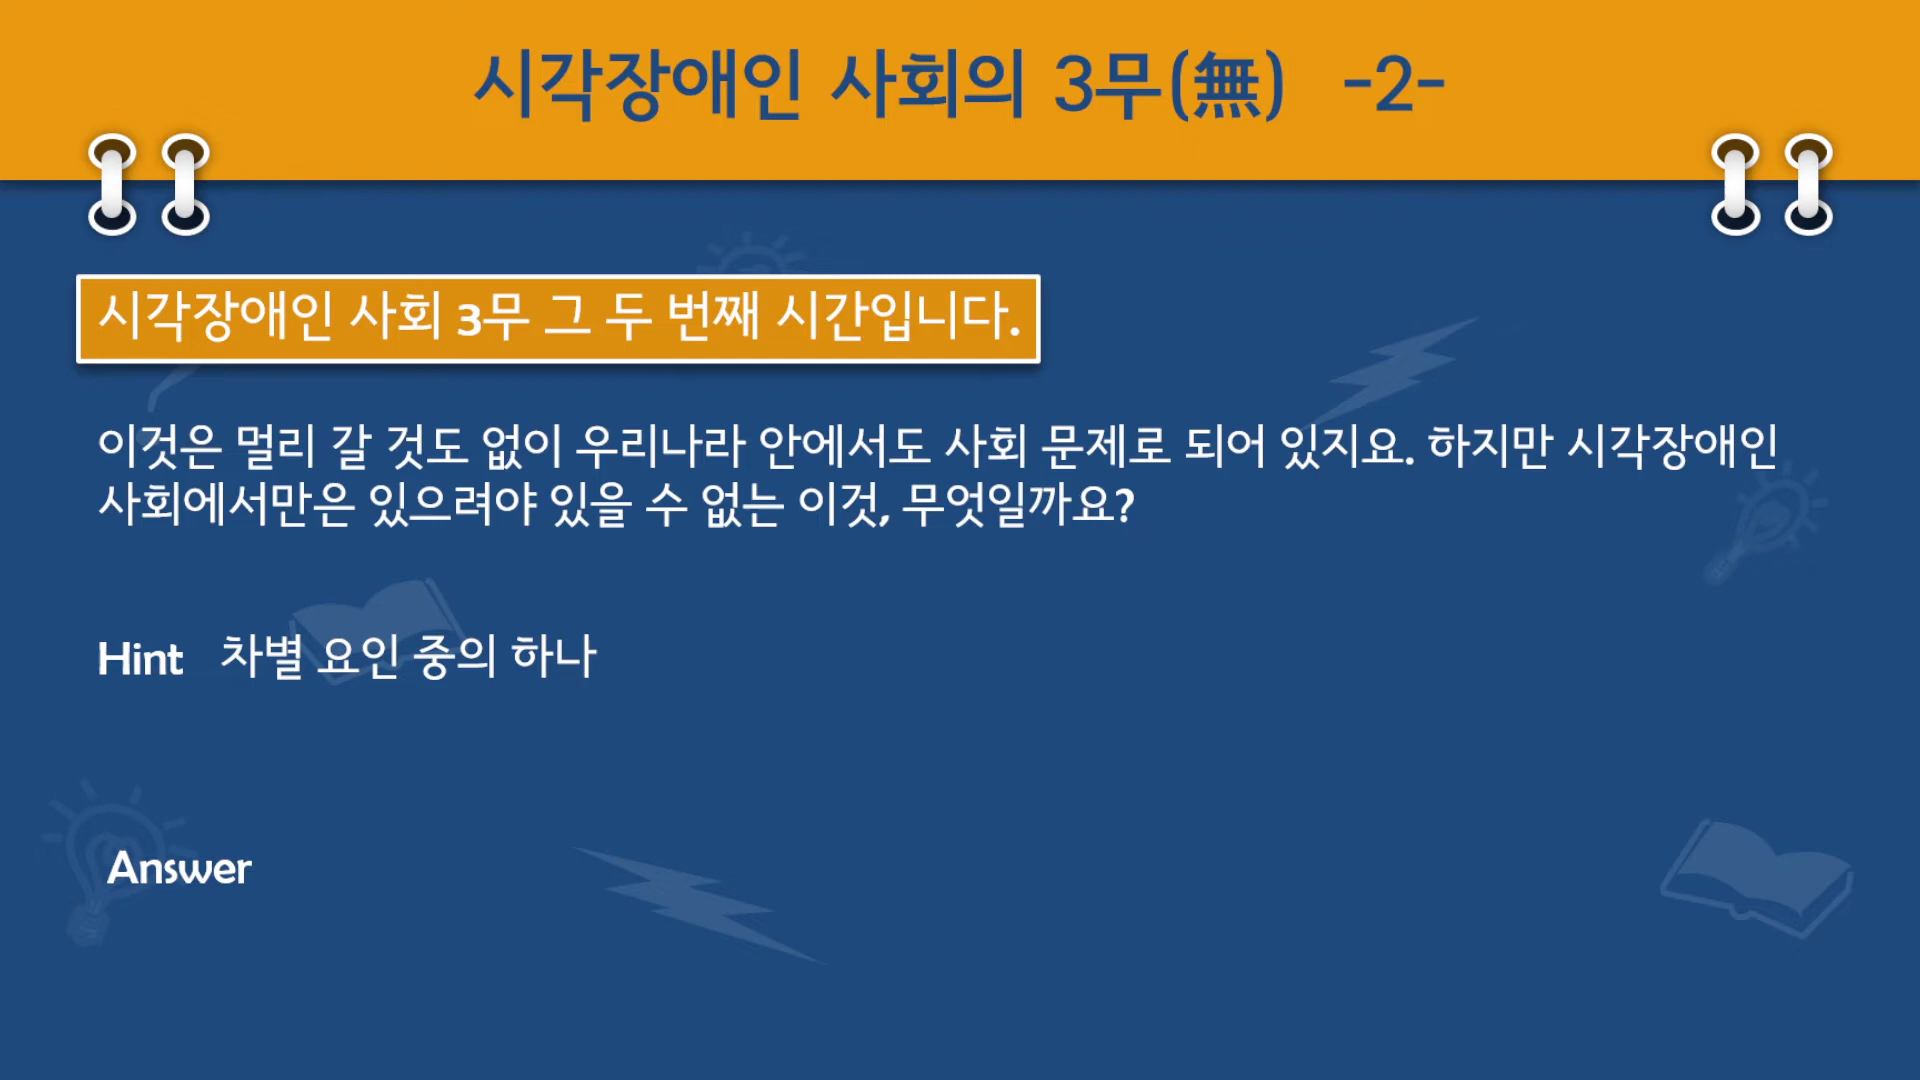 시각장애인 사회의 3무(無) -2-
시각장애인 사회 3무 그 두 번째 시간입니다.
이것은 멀리 갈 것도 없이 우리나라 안에서도 사회 문제로 되어 있지요. 하지만 시각장애인
사회에서만은 있으려야 있을 수 없는 이것, 무엇일까요?
Hint 차별 요인 중의 하나
Answer